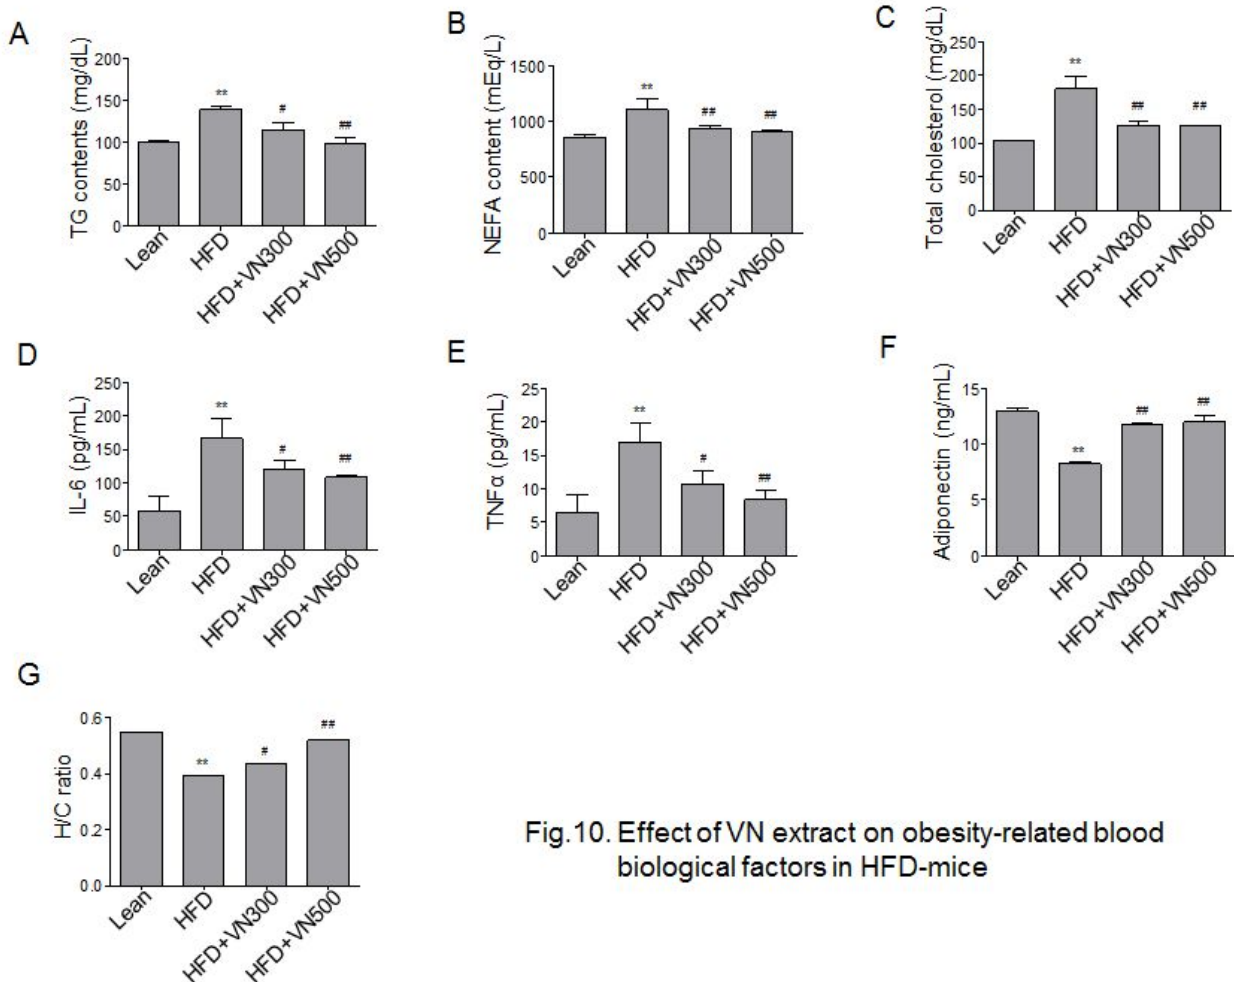 A
TG contents (mg/dL)
200
150
100
50
0
**
#
##
Lean
HFD
HFD+VN300
HFD+VN500
B
NEFA content (mEq/L)
1500
1000
500
0
**
##
##
Lean
HFD
HFD+VN300
HFD+VN500
C
Total cholesterol (mg/dL)
250
200
150
100
50
0
**
##
##
Lean
HFD
HFD+VN300
HFD+VN500
D
IL-6 (pg/mL)
250
200
150
100
50
0
**
#
##
Lean
HFD
HFD+VN300
HFD+VN500
E
TNFα (pg/mL)
25
20
15
10
5
0
**
#
##
Lean
HFD
HFD+VN300
HFD+VN500
F
Adiponectin (ng/mL)
15
10
5
0
**
##
##
Lean
HFD
HFD+VN300
HFD+VN500
G
H/C ratio
0.6
0.4
0.2
0.0
**
#
##
Lean
HFD
HFD+VN300
HFD+VN500
Fig.10. Effect of VN extract on obesity-related blood
biological factors in HFD-mice